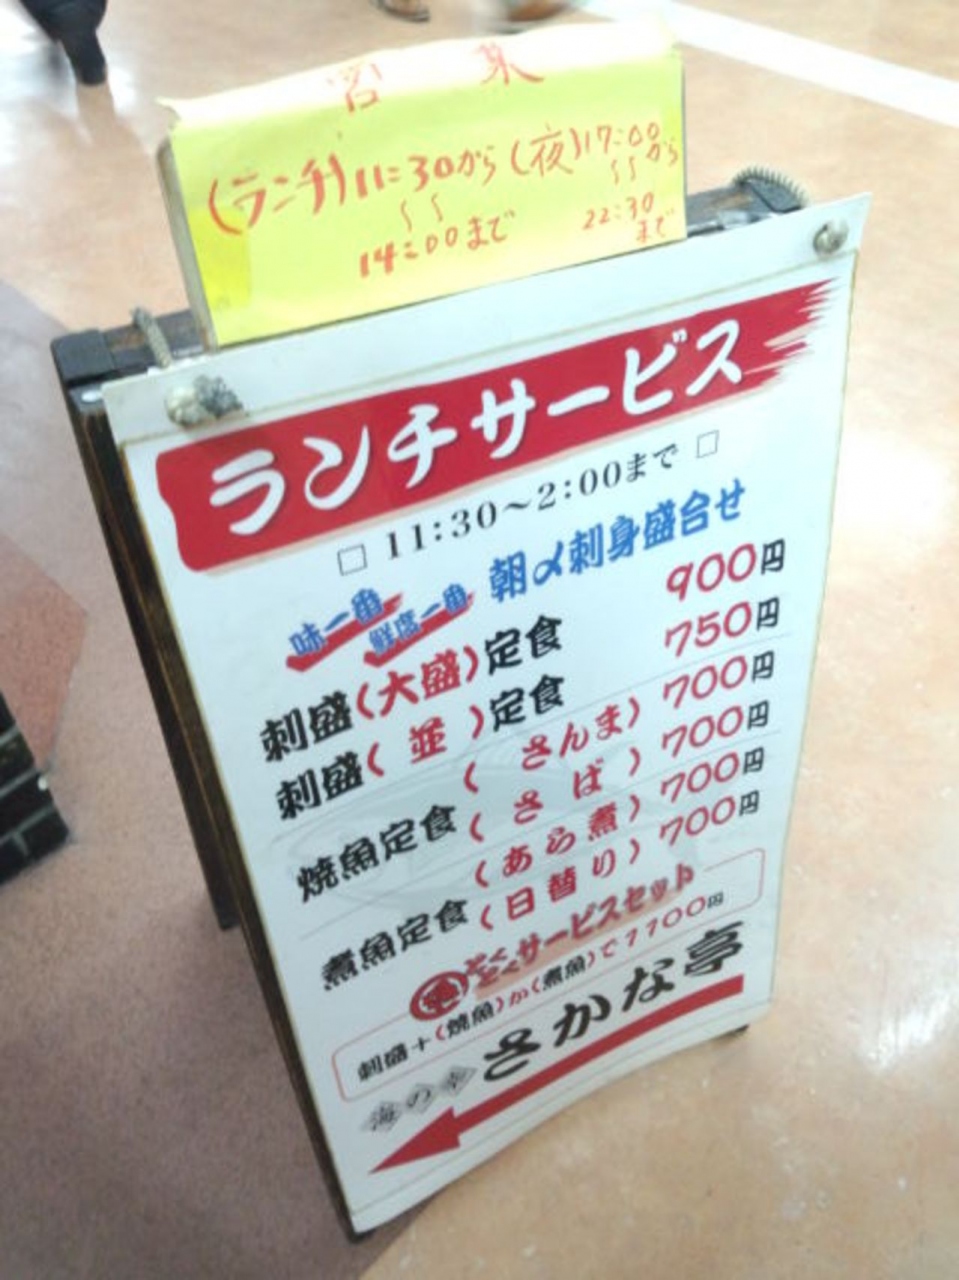 営業
(ランチ)11:30から (夜)17:00から
〜〜 〜〜
14:00まで 22:30まで
ランチサービス
□ 11:30〜2:00まで □
味一番 鮮度一番 朝〆刺身盛合せ
刺盛(大盛)定食 900円
刺盛(並)定食 750円
焼魚定食(さんま) 700円
(さば) 700円
煮魚定食(あら煮) 700円
(日替り) 700円
とくとくサービスセット
刺盛+(焼魚)か(煮魚)で1100円
海の幸 さかな亭